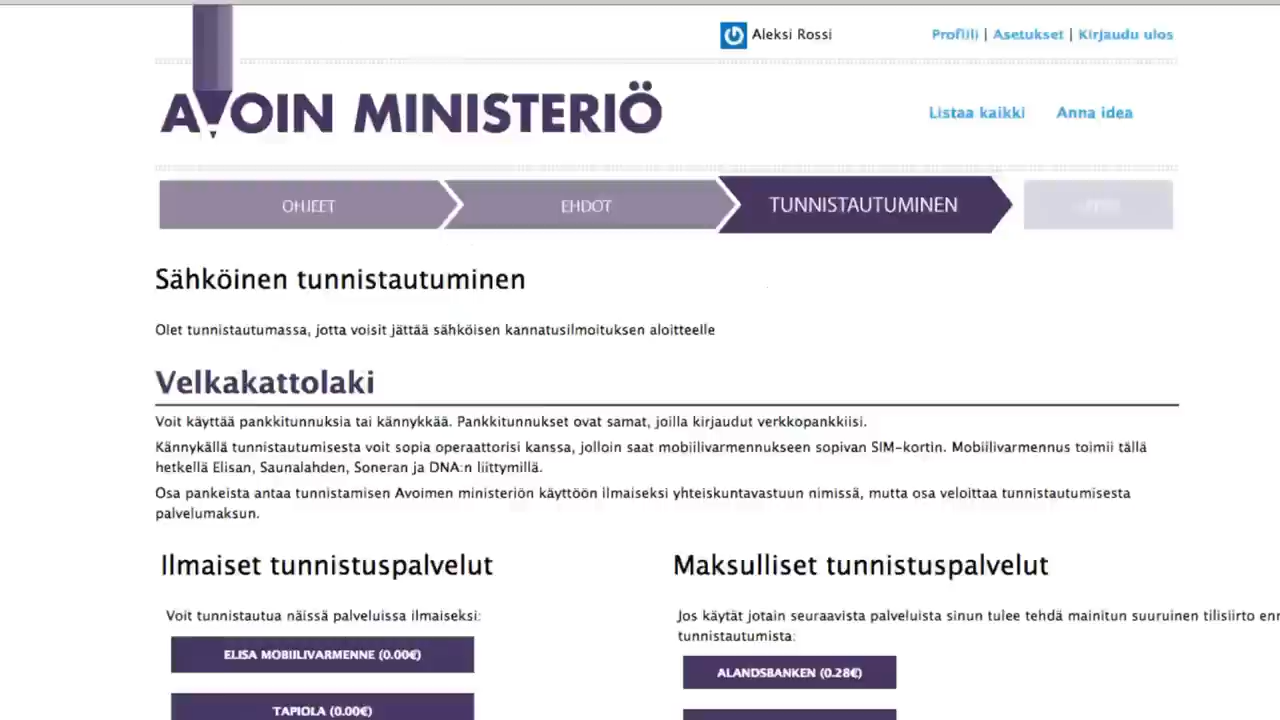 Aleksi Rossi
Profiili | Asetukset | Kirjaudu ulos
AVOIN MINISTERIÖ
Listaa kaikki Anna idea
OHJEET EHDOT TUNNISTAUTUMINEN
Sähköinen tunnistautuminen
Olet tunnistautumassa, jotta voisit jättää sähköisen kannatusilmoituksen aloitteelle
Velkakattolaki
Voit käyttää pankkitunnuksia tai kännykkää. Pankkitunnukset ovat samat, joilla kirjaudut verkkopankkiisi.
Kännykällä tunnistautumisesta voit sopia operaattorisi kanssa, jolloin saat mobiilivarmennukseen sopivan SIM-kortin. Mobiilivarmennus toimii tällä
hetkellä Elisan, Saunalahden, Soneran ja DNA:n liittymillä.
Osa pankeista antaa tunnistamisen Avoimen ministeriön käyttöön ilmaiseksi yhteiskuntavastuun nimissä, mutta osa veloittaa tunnistautumisesta
palvelumaksun.
Ilmaiset tunnistuspalvelut
Voit tunnistautua näissä palveluissa ilmaiseksi:
ELISA MOBIILIVARMENNE (0.00€)
TAPIOLA (0.00€)
Maksulliset tunnistuspalvelut
Jos käytät jotain seuraavista palveluista sinun tulee tehdä mainitun suuruinen tilisiirto
tunnistautumista:
ALANDSBANKEN (0.28€)